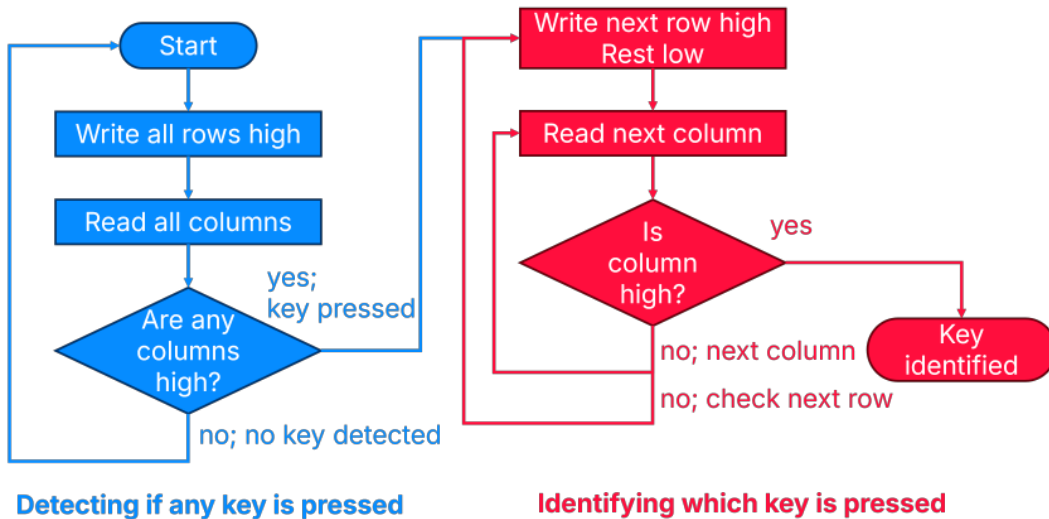 Start
Write all rows high
Read all columns
Are any
columns
high?
yes;
key pressed
no; no key detected
Detecting if any key is pressed
Write next row high
Rest low
Read next column
Is
column
high?
yes
Key
identified
no; next column
no; check next row
Identifying which key is pressed